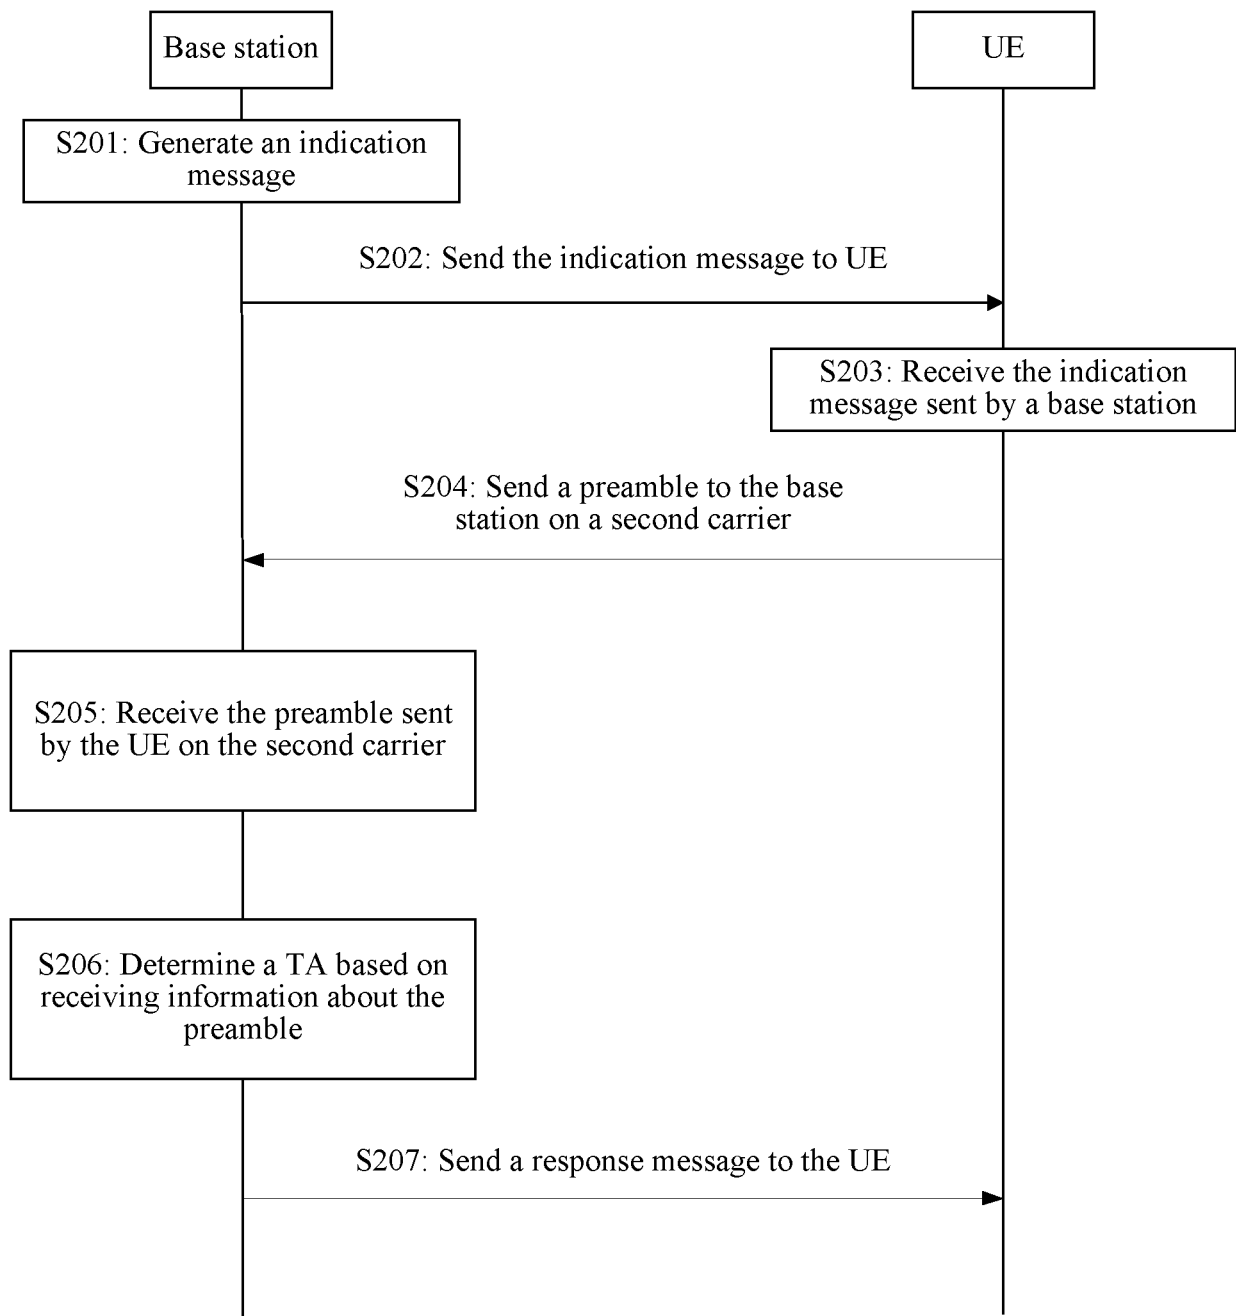 Base station
UE
S201: Generate an indication
message
S202: Send the indication message to UE
S203: Receive the indication
message sent by a base station
S204: Send a preamble to the base
station on a second carrier
S205: Receive the preamble sent
by the UE on the second carrier
S206: Determine a TA based on
receiving information about the
preamble
S207: Send a response message to the UE